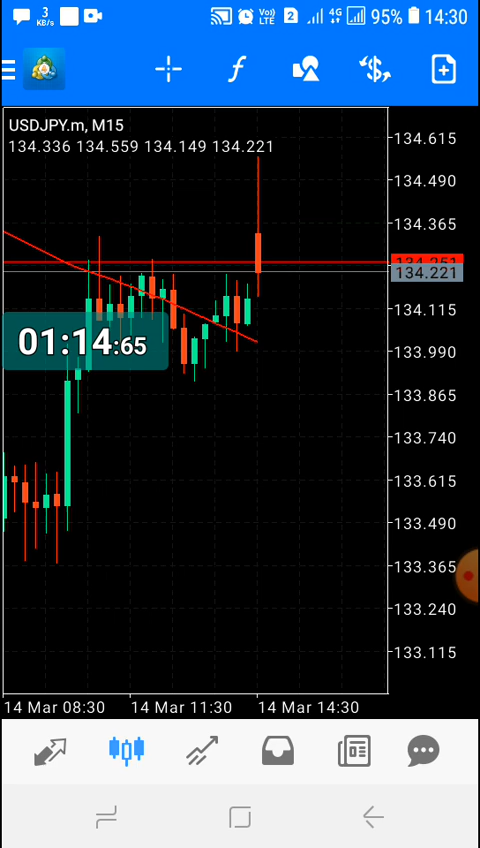 3
KB/s
Vo))
LTE
2
4G
95%
14:30
USDJPY.m, M15
134.336 134.559 134.149 134.221
134.615
134.490
134.365
134.251
134.221
134.115
01:14:65
133.990
133.865
133.740
133.615
133.490
133.365
133.240
133.115
14 Mar 08:30
14 Mar 11:30
14 Mar 14:30